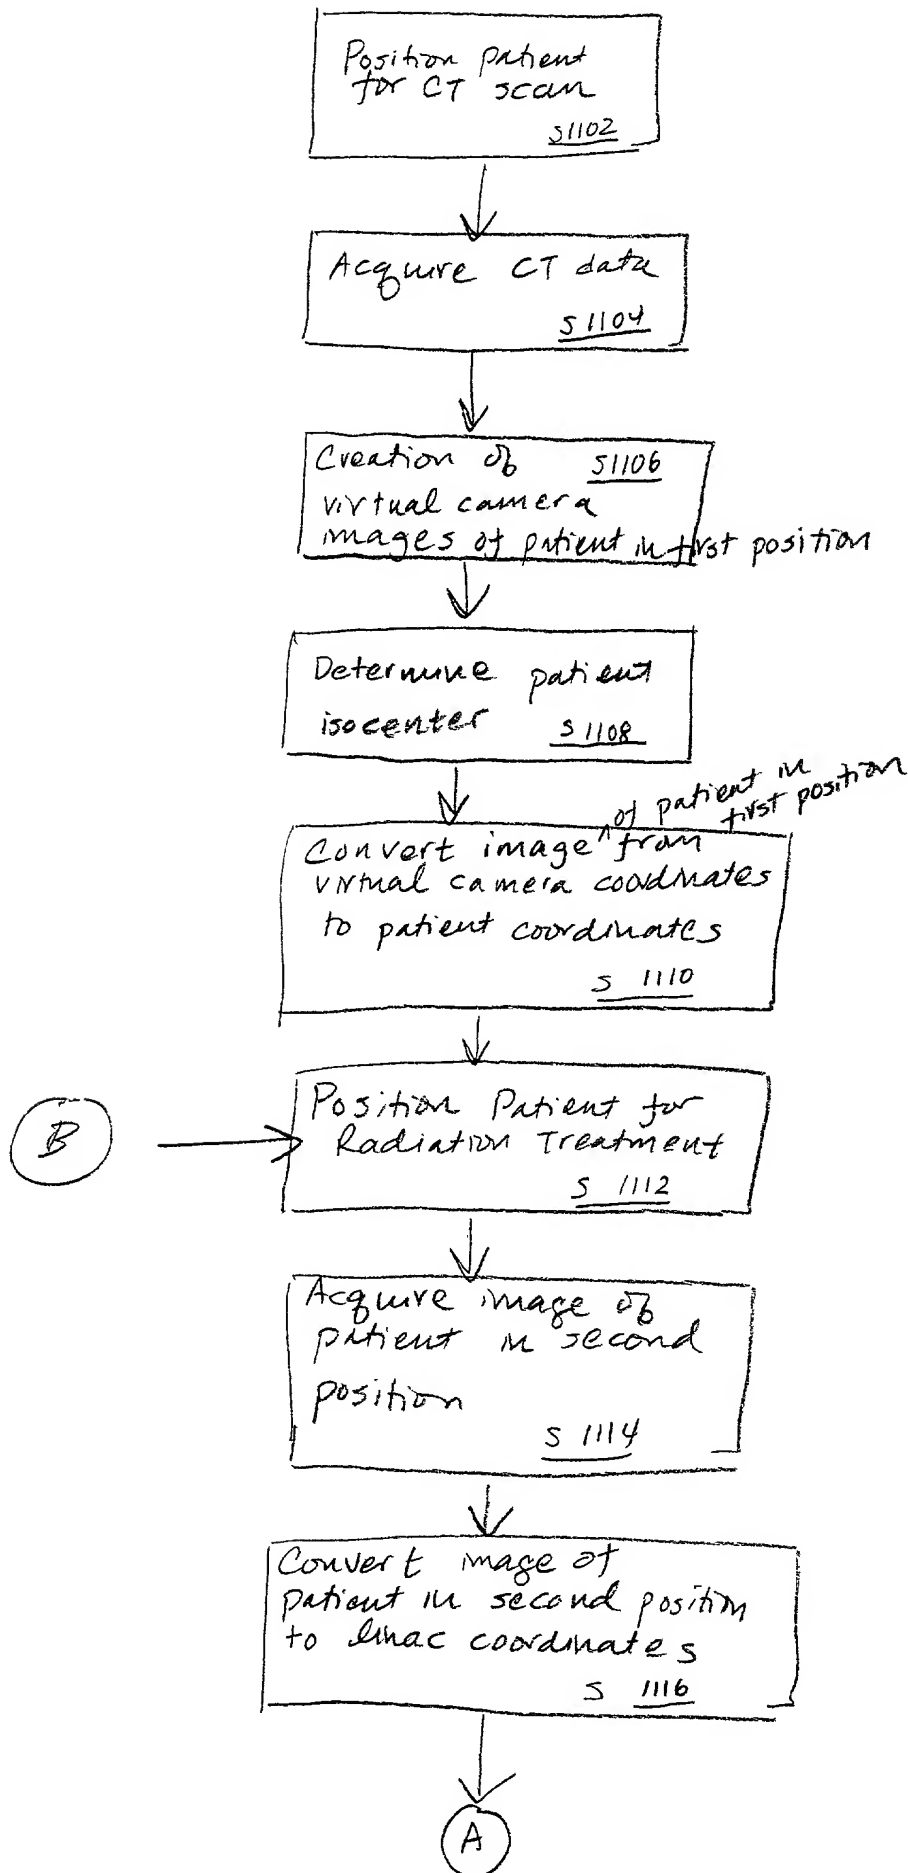 Position patient
for CT scan
S1102
Acquire CT data
S1104
Creation of S1106
virtual camera
images of patient in first position
Determine patient
isocenter S1108
of patient in
first position
Convert image ^ from
virtual camera coordinates
to patient coordinates
S 1110
B
Position Patient for
Radiation Treatment
S 1112
Acquire image of
patient in second
position
S 1114
Convert image of
patient in second position
to linac coordinates
S 1116
A